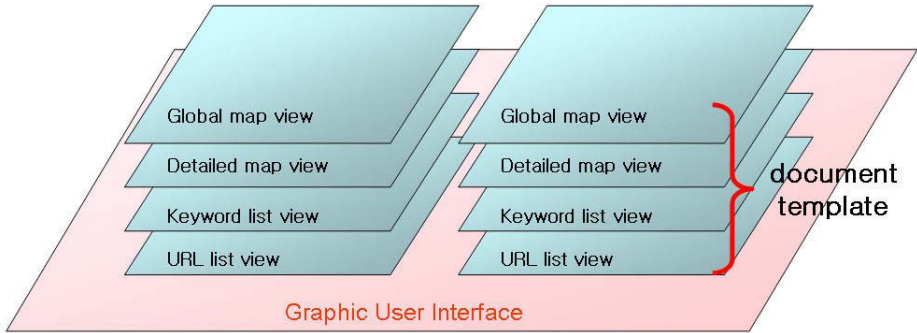 Global map view
Detailed map view
Keyword list view
URL list view
Global map view
Detailed map view
Keyword list view
URL list view
document
template
Graphic User Interface